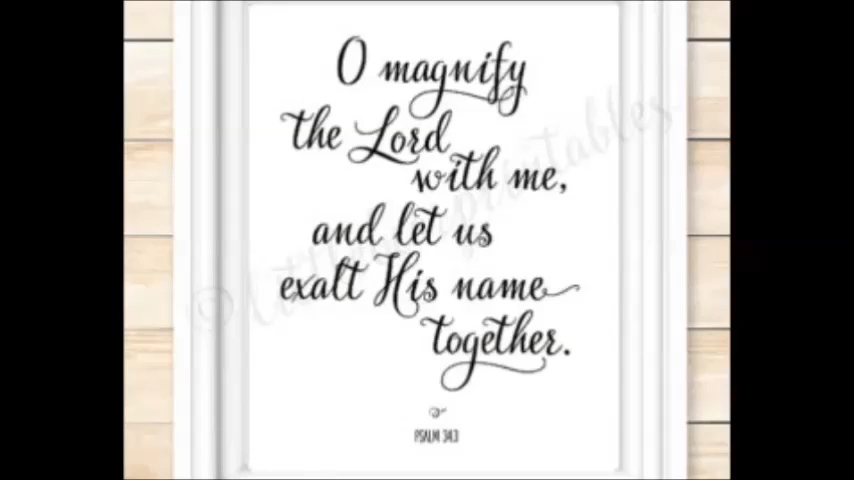 O magnify
the Lord
with me,
and let us
exalt His name
together.
PSALM 34:3